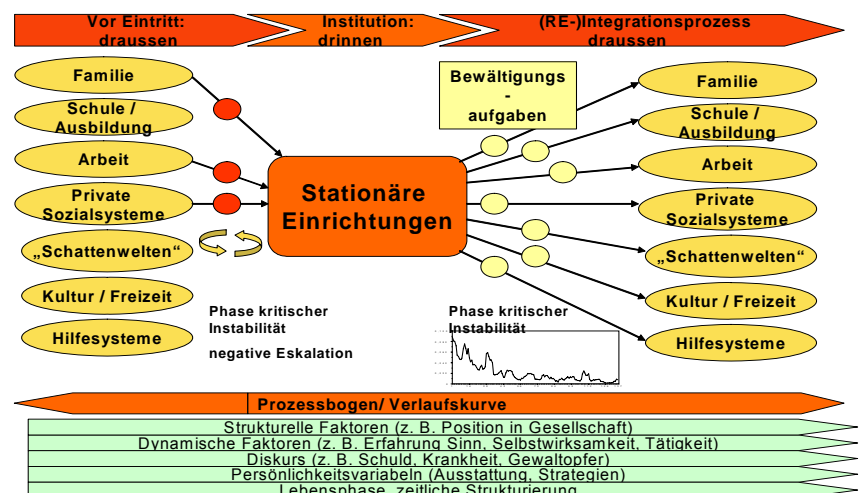 Vor Eintritt:
draussen
Institution:
drinnen
(RE-)Integrationsprozess
draussen
Familie
Schule /
Ausbildung
Arbeit
Private
Sozialsysteme
„Schattenwelten“
Kultur / Freizeit
Hilfesysteme
Stationäre
Einrichtungen
Bewältigungs
-
aufgaben
Familie
Schule /
Ausbildung
Arbeit
Private
Sozialsysteme
„Schattenwelten“
Kultur / Freizeit
Hilfesysteme
Phase kritischer
Instabilität
negative Eskalation
Phase kritischer
Instabilität
Prozessbogen/ Verlaufskurve
Strukturelle Faktoren (z. B. Position in Gesellschaft)
Dynamische Faktoren (z. B. Erfahrung Sinn, Selbstwirksamkeit, Tätigkeit)
Diskurs (z. B. Schuld, Krankheit, Gewaltopfer)
Persönlichkeitsvariabeln (Ausstattung, Strategien)
Lebensphase, zeitliche Strukturierung